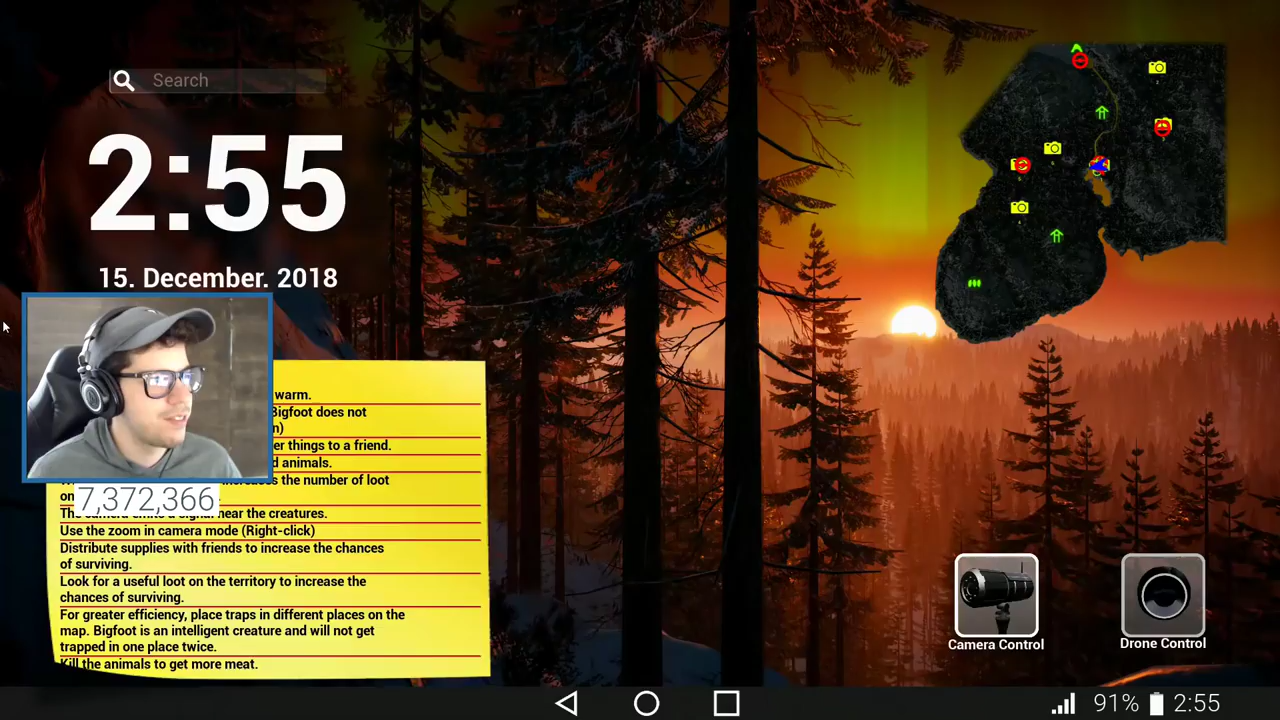 Search
2:55
15. December. 2018
warm.
Bigfoot does not
n)
er things to a friend.
d animals.
increases the number of loot
on
7,372,366
The camera emits a signal near the creatures.
Use the zoom in camera mode (Right-click)
Distribute supplies with friends to increase the chances
of surviving.
Look for a useful loot on the territory to increase the
chances of surviving.
For greater efficiency, place traps in different places on the
map. Bigfoot is an intelligent creature and will not get
trapped in one place twice.
Kill the animals to get more meat.
Camera Control
Drone Control
91%
2:55